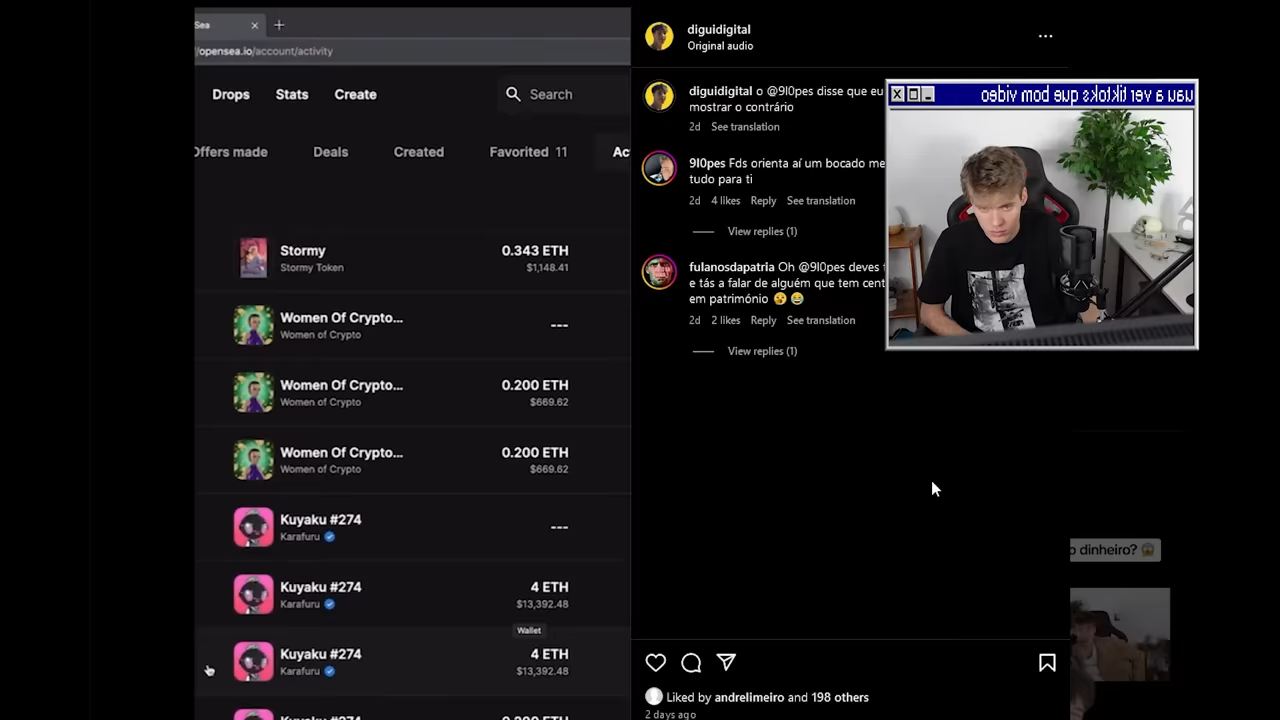 Sea
/opensea.io/account/activity
Drops Stats Create Search
Offers made Deals Created Favorited 11
Stormy 0.343 ETH
Stormy Token $1,148.41
Women Of Crypto... ---
Women of Crypto
Women Of Crypto... 0.200 ETH
Women of Crypto $669.62
Women Of Crypto... 0.200 ETH
Women of Crypto $669.62
Kuyaku #274 ---
Karafuru
Kuyaku #274 4 ETH
Karafuru $13,392.48
Wallet
Kuyaku #274 4 ETH
Karafuru $13,392.48
diguidigital
Original audio
diguidigital o @9l0pes disse que eu
mostrar o contrário
2d See translation
9l0pes Fds orienta aí um bocado me
tudo para ti
2d 4 likes Reply See translation
View replies (1)
fulanosdapatria Oh @9l0pes deves
e tás a falar de alguém que tem cent
em património 😗 😂
2d 2 likes Reply See translation
View replies (1)
Liked by andrelimeiro and 198 others
2 days ago
uau a ver tiktoks que bom video
dinheiro? 😱